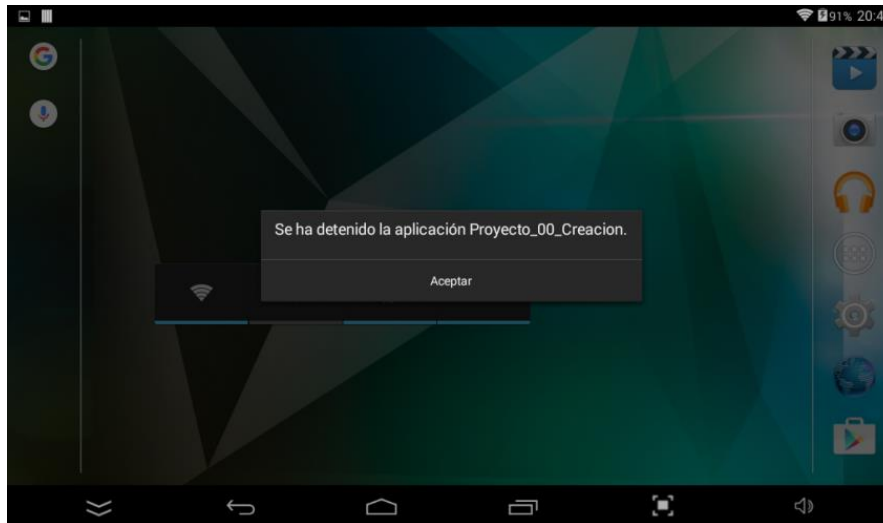 91% 20:4
Se ha detenido la aplicación Proyecto_00_Creacion.
Aceptar